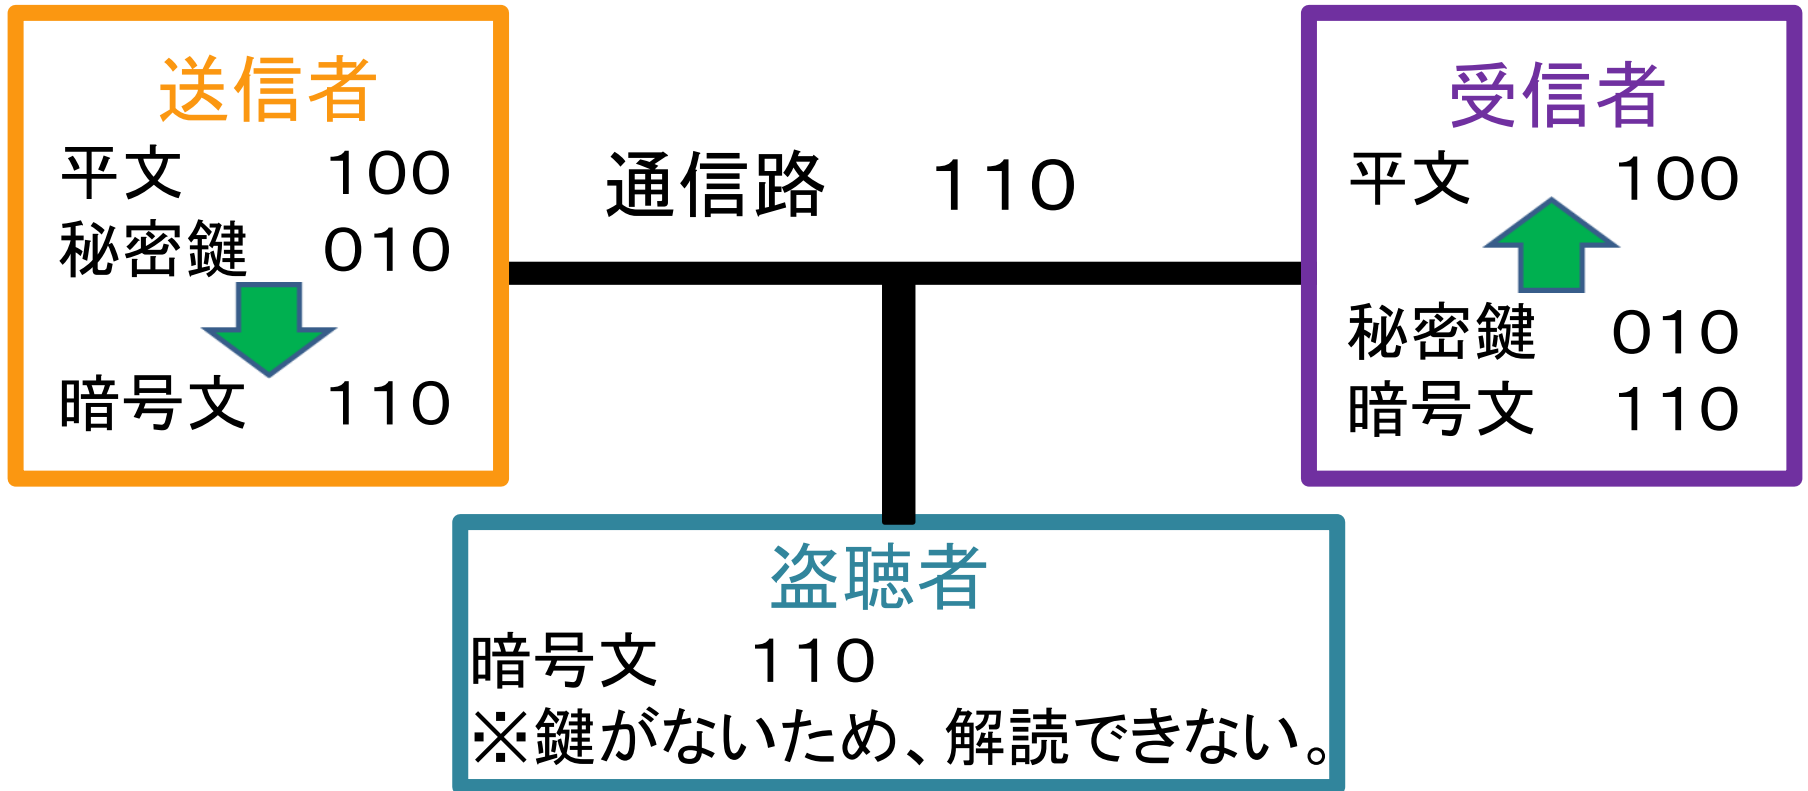 送信者
平文 100
秘密鍵 010
暗号文 110
通信路 110
受信者
平文 100
秘密鍵 010
暗号文 110
盗聴者
暗号文 110
※鍵がないため、解読できない。